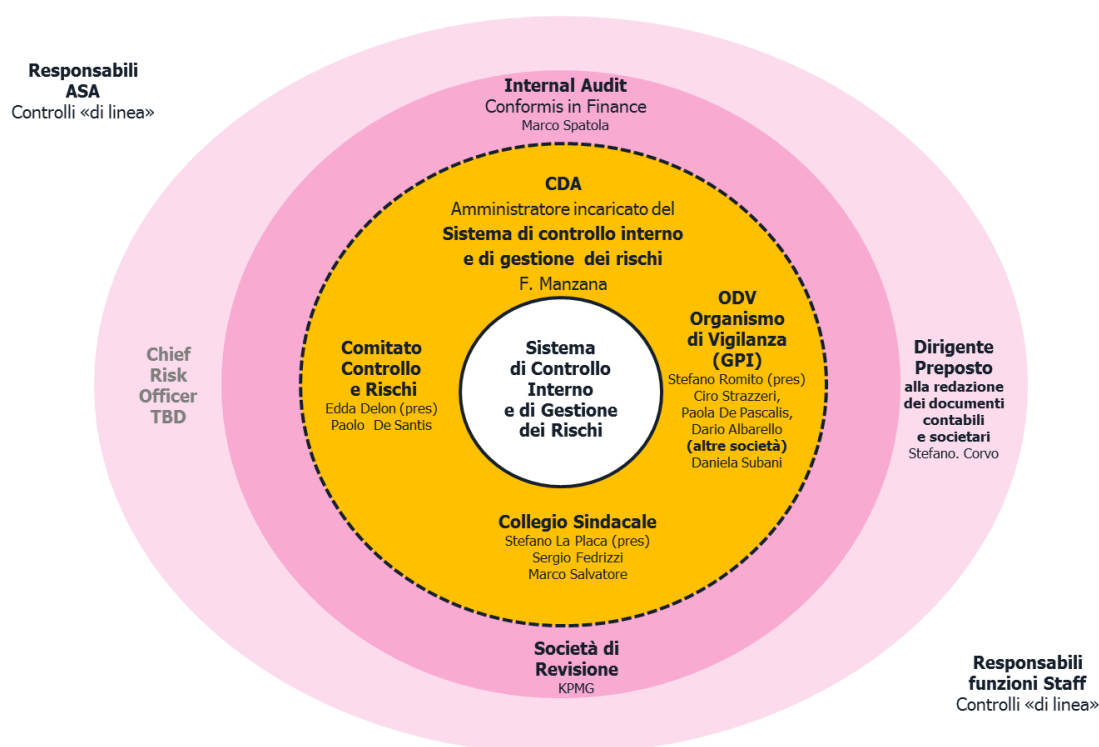 Responsabili
ASA
Controlli «di linea»
Internal Audit
Conformis in Finance
Marco Spatola
CDA
Amministratore incaricato del
Sistema di controllo interno
e di gestione dei rischi
F. Manzana
Chief
Risk
Officer
TBD
Comitato
Controllo
e Rischi
Edda Delon (pres)
Paolo De Santis
Sistema
di Controllo
Interno
e di Gestione
dei Rischi
ODV
Organismo
di Vigilanza
(GPI)
Stefano Romito (pres)
Ciro Strazzeri,
Paola De Pascalis,
Dario Albarello
(altre società)
Daniela Subani
Dirigente
Preposto
alla redazione
dei documenti
contabili
e societari
Stefano. Corvo
Collegio Sindacale
Stefano La Placa (pres)
Sergio Fedrizzi
Marco Salvatore
Società di
Revisione
KPMG
Responsabili
funzioni Staff
Controlli «di linea»